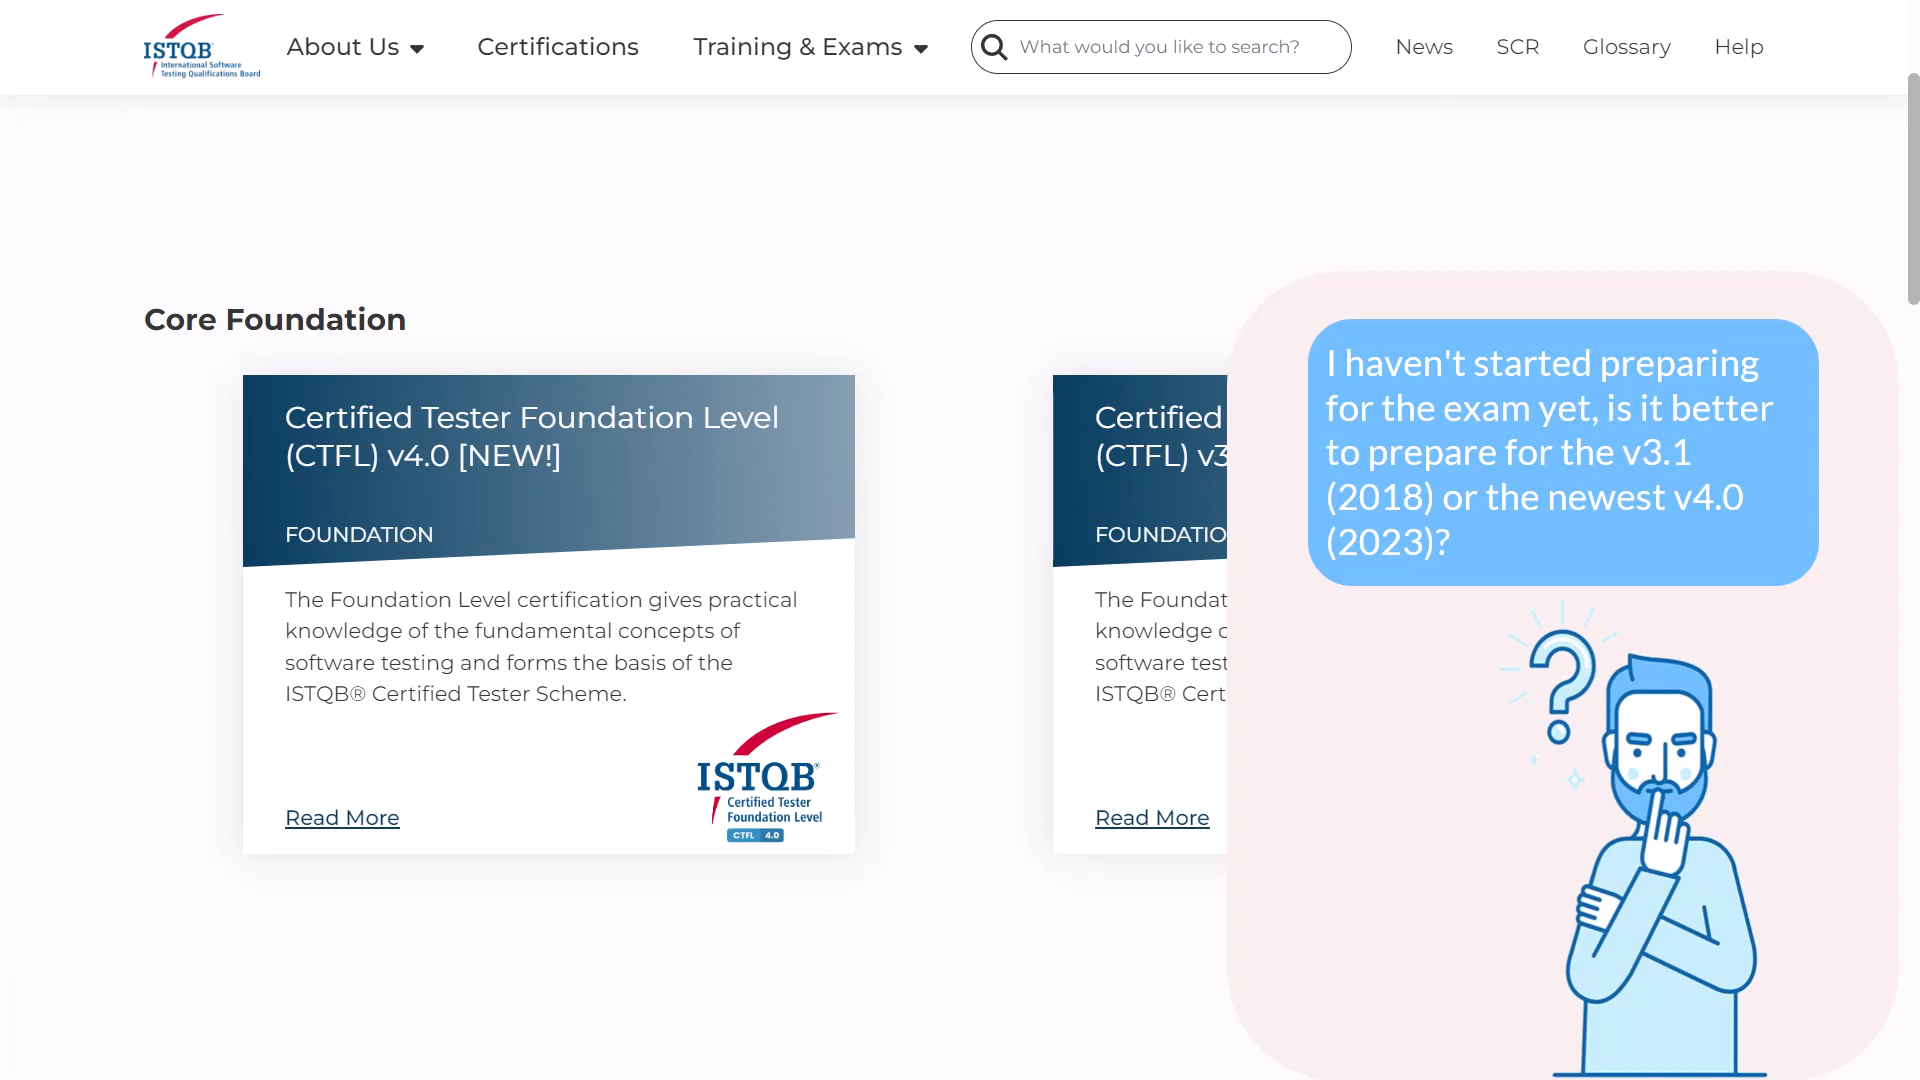 ISTQB
International Software
Testing Qualifications Board
About Us
Certifications
Training & Exams
What would you like to search?
News
SCR
Glossary
Help
Core Foundation
Certified Tester Foundation Level
(CTFL) v4.0 [NEW!]
FOUNDATION
The Foundation Level certification gives practical
knowledge of the fundamental concepts of
software testing and forms the basis of the
ISTQB® Certified Tester Scheme.
Read More
ISTQB®
Certified Tester
Foundation Level
CTFL 4.0
Certified
(CTFL) v3
FOUNDATIO
The Foundat
knowledge o
software test
ISTQB® Cert
Read More
I haven't started preparing
for the exam yet, is it better
to prepare for the v3.1
(2018) or the newest v4.0
(2023)?